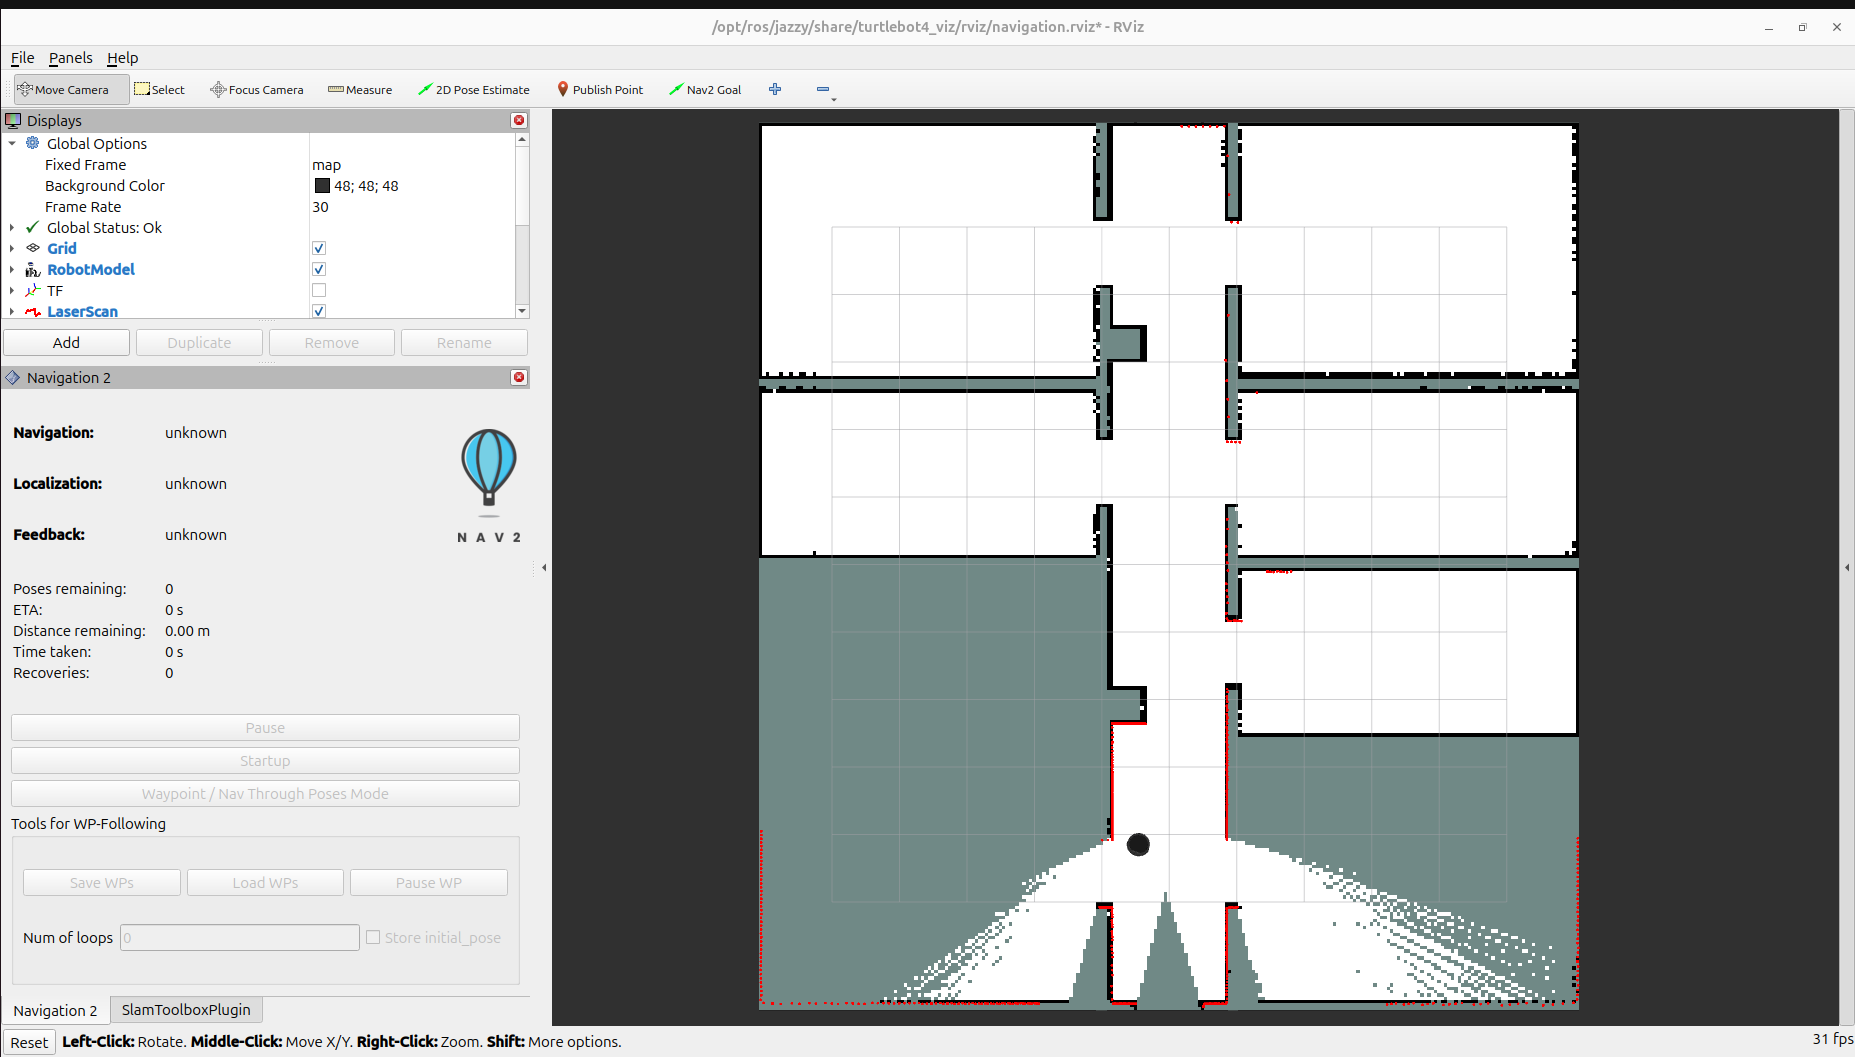 /opt/ros/jazzy/share/turtlebot4_viz/rviz/navigation.rviz* - RViz
File Panels Help
Move Camera Select Focus Camera Measure 2D Pose Estimate Publish Point Nav2 Goal
Displays
Global Options
Fixed Frame map
Background Color 48; 48; 48
Frame Rate 30
Global Status: Ok
Grid
RobotModel
TF
LaserScan
Add Duplicate Remove Rename
Navigation 2
Navigation: unknown
Localization: unknown
Feedback: unknown
NAV2
Poses remaining: 0
ETA: 0 s
Distance remaining: 0.00 m
Time taken: 0 s
Recoveries: 0
Pause
Startup
Waypoint / Nav Through Poses Mode
Tools for WP-Following
Save WPs Load WPs Pause WP
Num of loops 0 Store initial_pose
Navigation 2 SlamToolboxPlugin
Reset Left-Click: Rotate. Middle-Click: Move X/Y. Right-Click: Zoom. Shift: More options. 31 fps